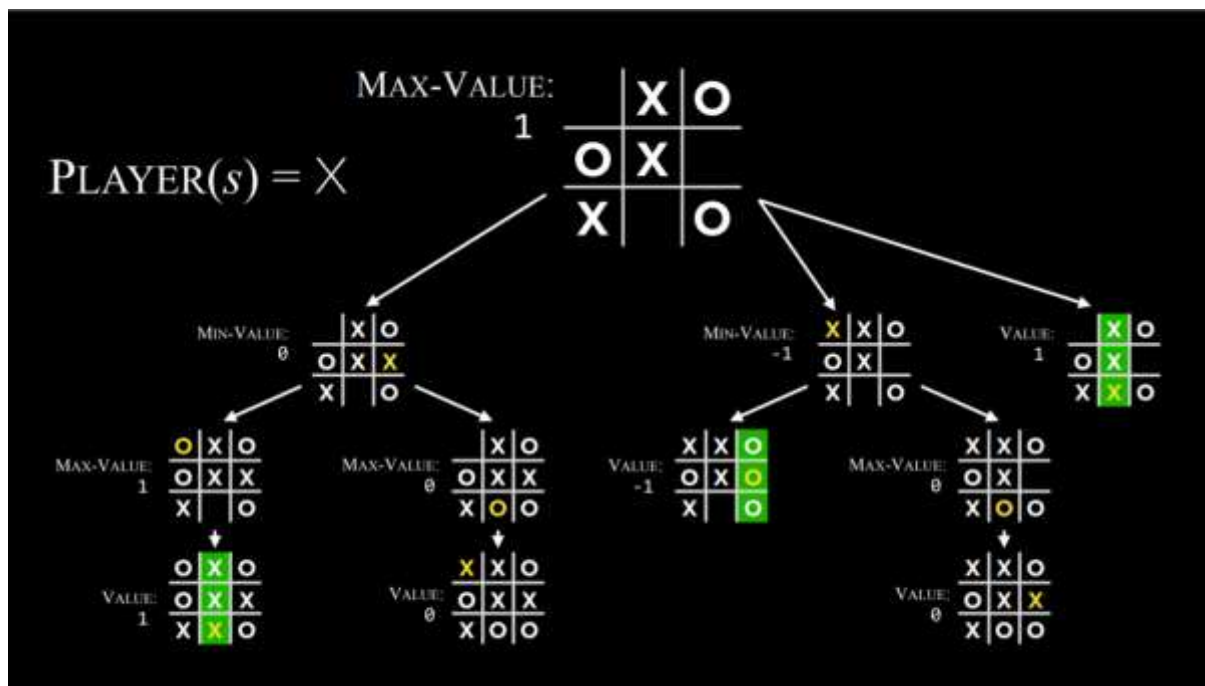 MAX-VALUE:
1
X O
O X
X O
PLAYER(s) = X
MIN-VALUE:
0
X O
O X X
X O
MIN-VALUE:
-1
X X O
O X
X O
VALUE:
1
X O
O X
X X O
MAX-VALUE:
1
O X O
O X X
X O
MAX-VALUE:
0
X O
O X X
X O O
VALUE:
-1
X X O
O X O
X O
MAX-VALUE:
0
X X O
O X
X O O
VALUE:
1
O X O
O X X
X X O
VALUE:
0
X X O
O X X
X O O
VALUE:
0
X X O
O X X
X O O